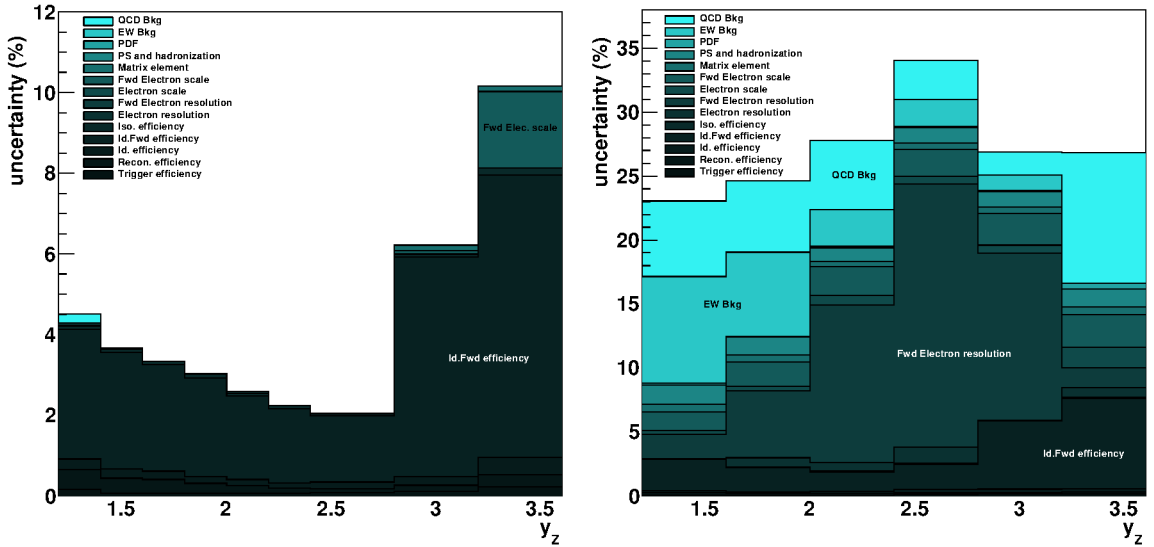 uncertainty (%)
12
10
8
6
4
2
0
QCD Bkg
EW Bkg
PDF
PS and hadronization
Matrix element
Fwd Electron scale
Electron scale
Fwd Electron resolution
Electron resolution
Iso. efficiency
Id.Fwd efficiency
Id. efficiency
Recon. efficiency
Trigger efficiency
Fwd Elec. scale
Id.Fwd efficiency
1.5 2 2.5 3 3.5
yZ
uncertainty (%)
35
30
25
20
15
10
5
0
QCD Bkg
EW Bkg
PDF
PS and hadronization
Matrix element
Fwd Electron scale
Electron scale
Fwd Electron resolution
Electron resolution
Iso. efficiency
Id.Fwd efficiency
Id. efficiency
Recon. efficiency
Trigger efficiency
QCD Bkg
EW Bkg
Fwd Electron resolution
Id.Fwd efficiency
1.5 2 2.5 3 3.5
yZ